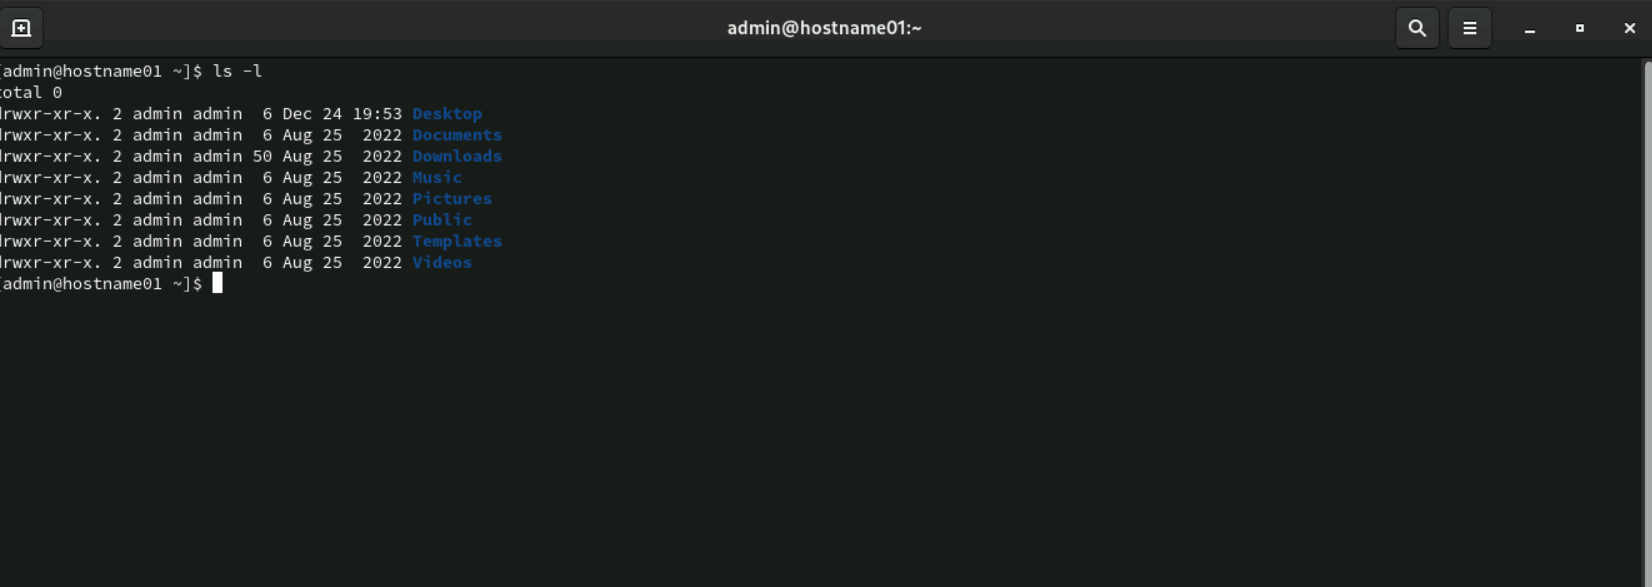 admin@hostname01:~
[admin@hostname01 ~]$ ls -l
total 0
drwxr-xr-x. 2 admin admin  6 Dec 24 19:53 Desktop
drwxr-xr-x. 2 admin admin  6 Aug 25  2022 Documents
drwxr-xr-x. 2 admin admin 50 Aug 25  2022 Downloads
drwxr-xr-x. 2 admin admin  6 Aug 25  2022 Music
drwxr-xr-x. 2 admin admin  6 Aug 25  2022 Pictures
drwxr-xr-x. 2 admin admin  6 Aug 25  2022 Public
drwxr-xr-x. 2 admin admin  6 Aug 25  2022 Templates
drwxr-xr-x. 2 admin admin  6 Aug 25  2022 Videos
[admin@hostname01 ~]$